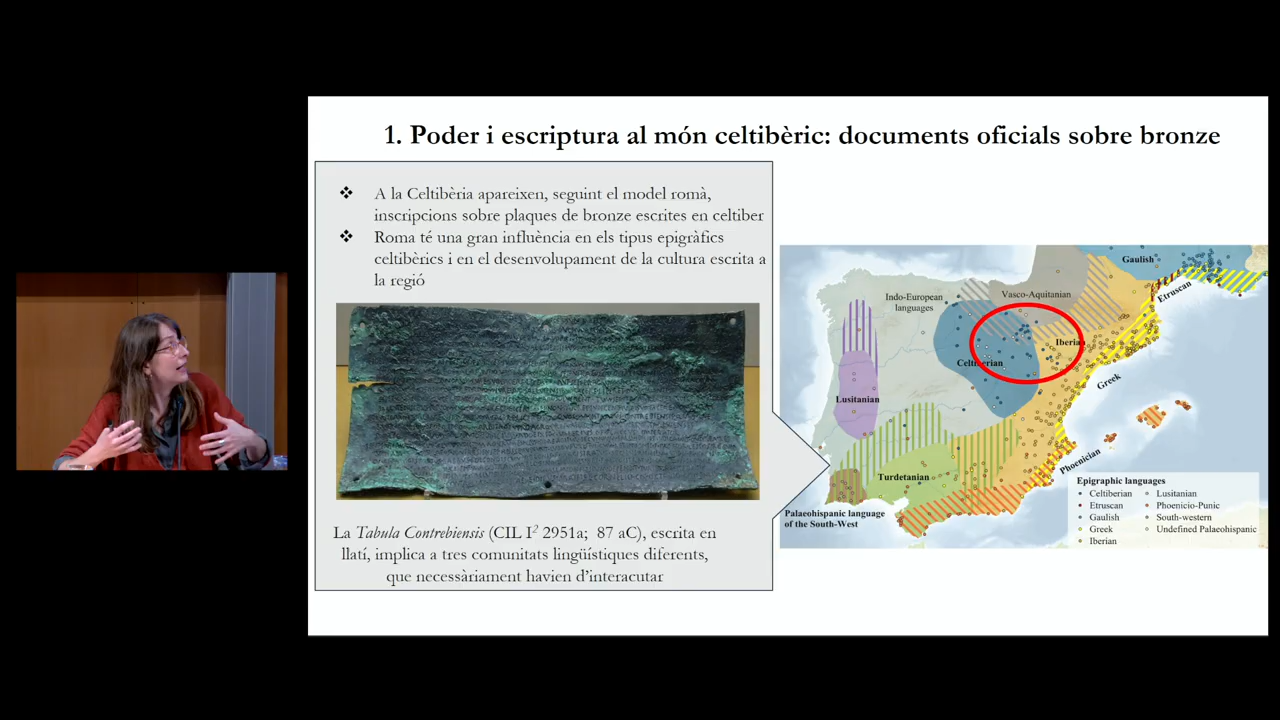 1. Poder i escriptura al món celtibèric: documents oficials sobre bronze
❖ A la Celtibèria apareixen, seguint el model romà,
inscripcions sobre plaques de bronze escrites en celtiber
❖ Roma té una gran influència en els tipus epigràfics
celtibèrics i en el desenvolupament de la cultura escrita a
la regió
La Tabula Contrebiensis (CIL I² 2951a; 87 aC), escrita en
llatí, implica a tres comunitats lingüístiques diferents,
que necessàriament havien d'interacutar
Gaulish
Etruscan
Indo-European
languages
Vasco-Aquitanian
Iberian
Celtiberian
Greek
Lusitanian
Phoenician
Turdetanian
Palaeohispanic language
of the South-West
Epigraphic languages
Celtiberian
Etruscan
Gaulish
Greek
Iberian
Lusitanian
Phoenicio-Punic
South-western
Undefined Palaeohispanic